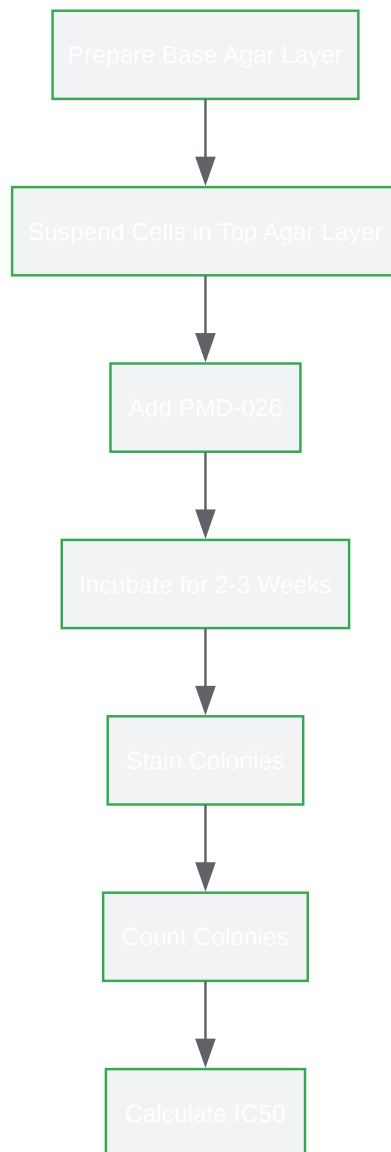 Prepare Base Agar Layer
Suspend Cells in Top Agar Layer
Add PMD-026
Incubate for 2-3 Weeks
Stain Colonies
Count Colonies
Calculate IC50